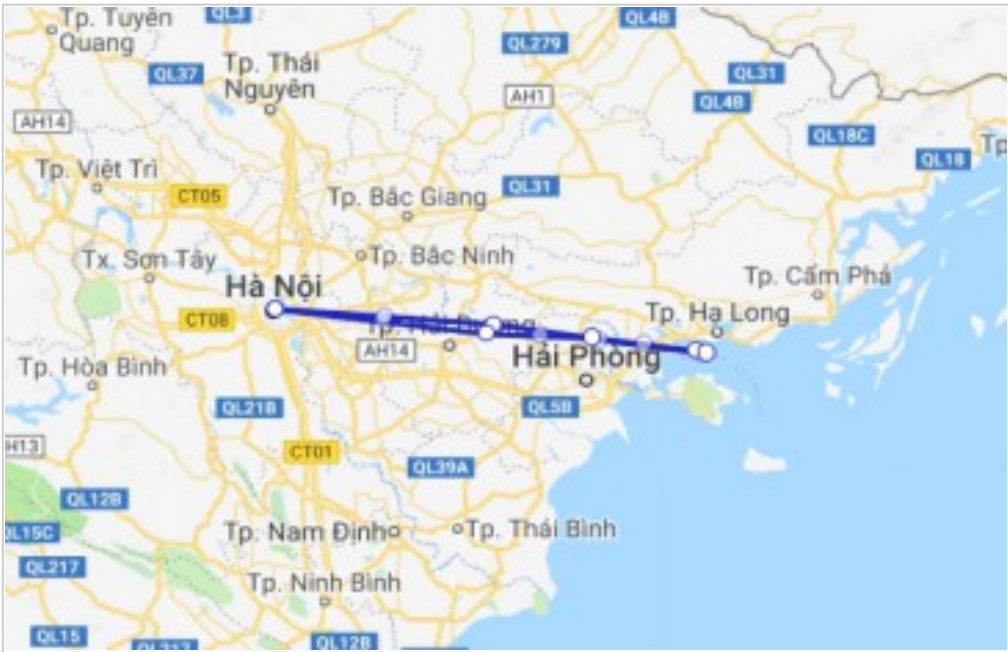 Tp. Tuyên
Quang
QL3
QL4B
QL279
QL37
Tp. Thái
Nguyên
QL31
AH1
QL4B
AH14
QL18C
Tp
QL18
Tp. Việt Trì
CT05
QL31
Tp. Bắc Giang
Tx. Sơn Tây
Tp. Bắc Ninh
Hà Nội
Tp. Cẩm Phả
Tp. Hạ Long
CT08
AH14
Hải Phòng
Tp. Hòa Bình
QL21B
QL5B
H13
CT01
QL39A
QL12B
QL15C
Tp. Nam Định
Tp. Thái Bình
QL217
Tp. Ninh Bình
QL15
QL217
QL12B